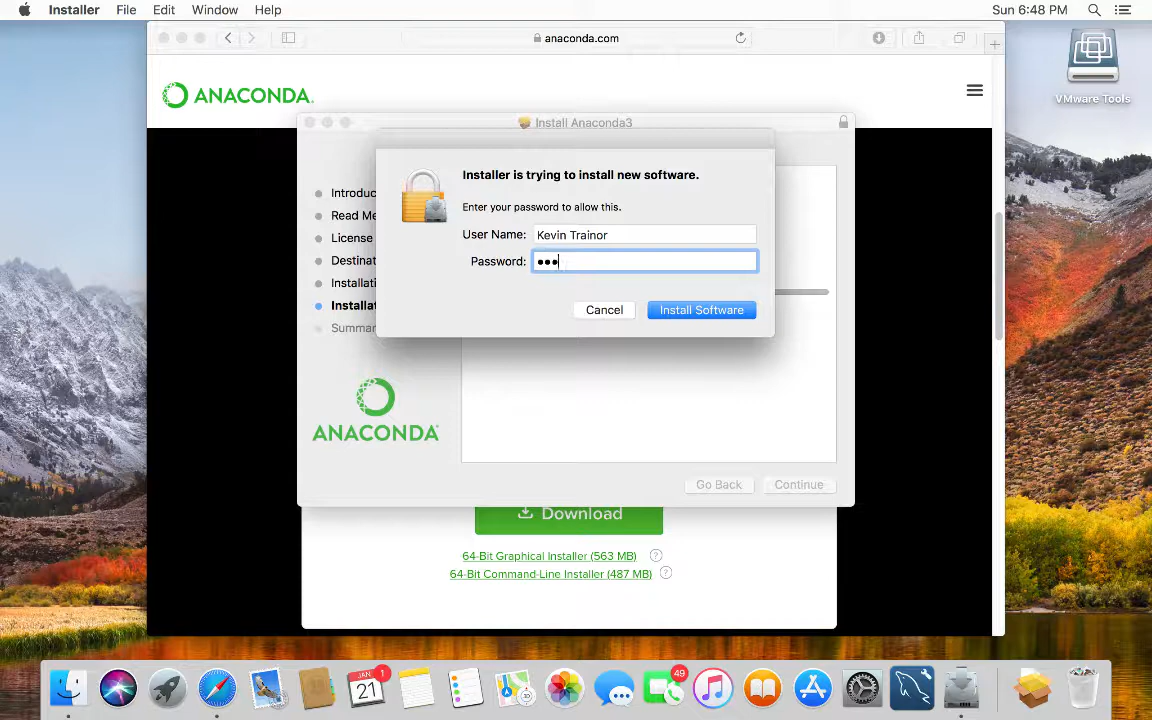 Installer File Edit Window Help Sun 6:48 PM
anaconda.com
VMware Tools
ANACONDA.
Install Anaconda3
Installer is trying to install new software.
Enter your password to allow this.
User Name: Kevin Trainor
Password: •••
Cancel Install Software
Introduc
Read Me
License
Destinat
Installati
Installat
Summar
ANACONDA
Go Back Continue
Download
64-Bit Graphical Installer (563 MB) ?
64-Bit Command-Line Installer (487 MB) ?
JAN
21
1
49